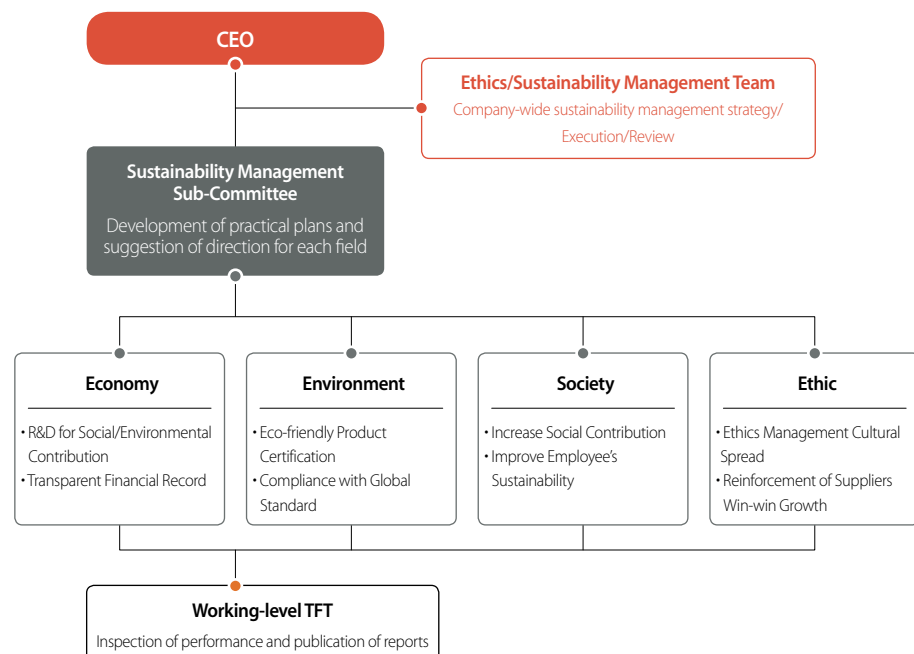 CEO
Ethics/Sustainability Management Team
Company-wide sustainability management strategy/
Execution/Review
Sustainability Management
Sub-Committee
Development of practical plans and
suggestion of direction for each field
Economy
• R&D for Social/Environmental
Contribution
• Transparent Financial Record
Environment
• Eco-friendly Product
Certification
• Compliance with Global
Standard
Society
• Increase Social Contribution
• Improve Employee's
Sustainability
Ethic
• Ethics Management Cultural
Spread
• Reinforcement of Suppliers
Win-win Growth
Working-level TFT
Inspection of performance and publication of reports